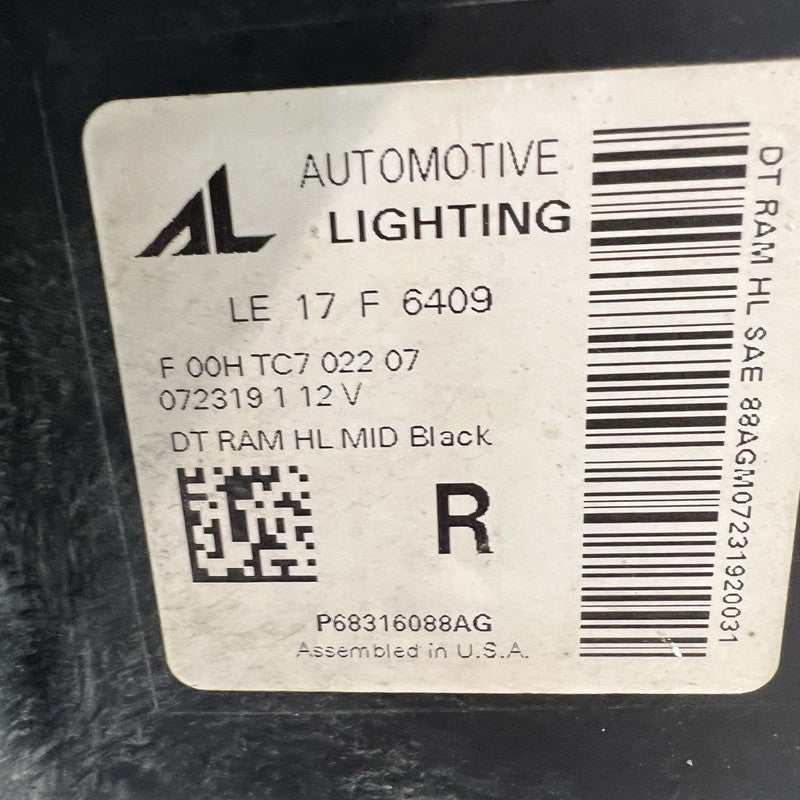 AL
AUTOMOTIVE
LIGHTING
LE 17 F 6409
F 00H TC7 022 07
072319 1 12 V
DT RAM HL MID Black
R
P68316088AG
Assembled in U.S.A.
DT RAM HL SAE 88AGM07231920031